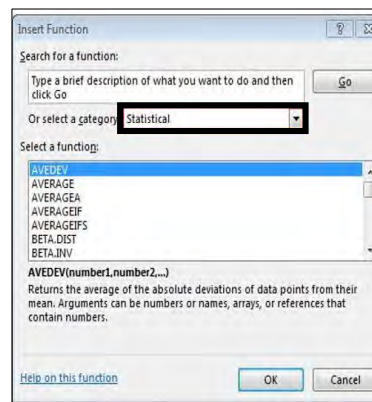 Insert Function
Search for a function:
Type a brief description of what you want to do and then
click Go
Go
Or select a category Statistical
Select a function:
AVEDEV
AVERAGE
AVERAGEA
AVERAGEIF
AVERAGEIFS
BETA.DIST
BETA.INV
AVEDEV(number1,number2,...)
Returns the average of the absolute deviations of data points from their
mean. Arguments can be numbers or names, arrays, or references that
contain numbers.
Help on this function
OK
Cancel